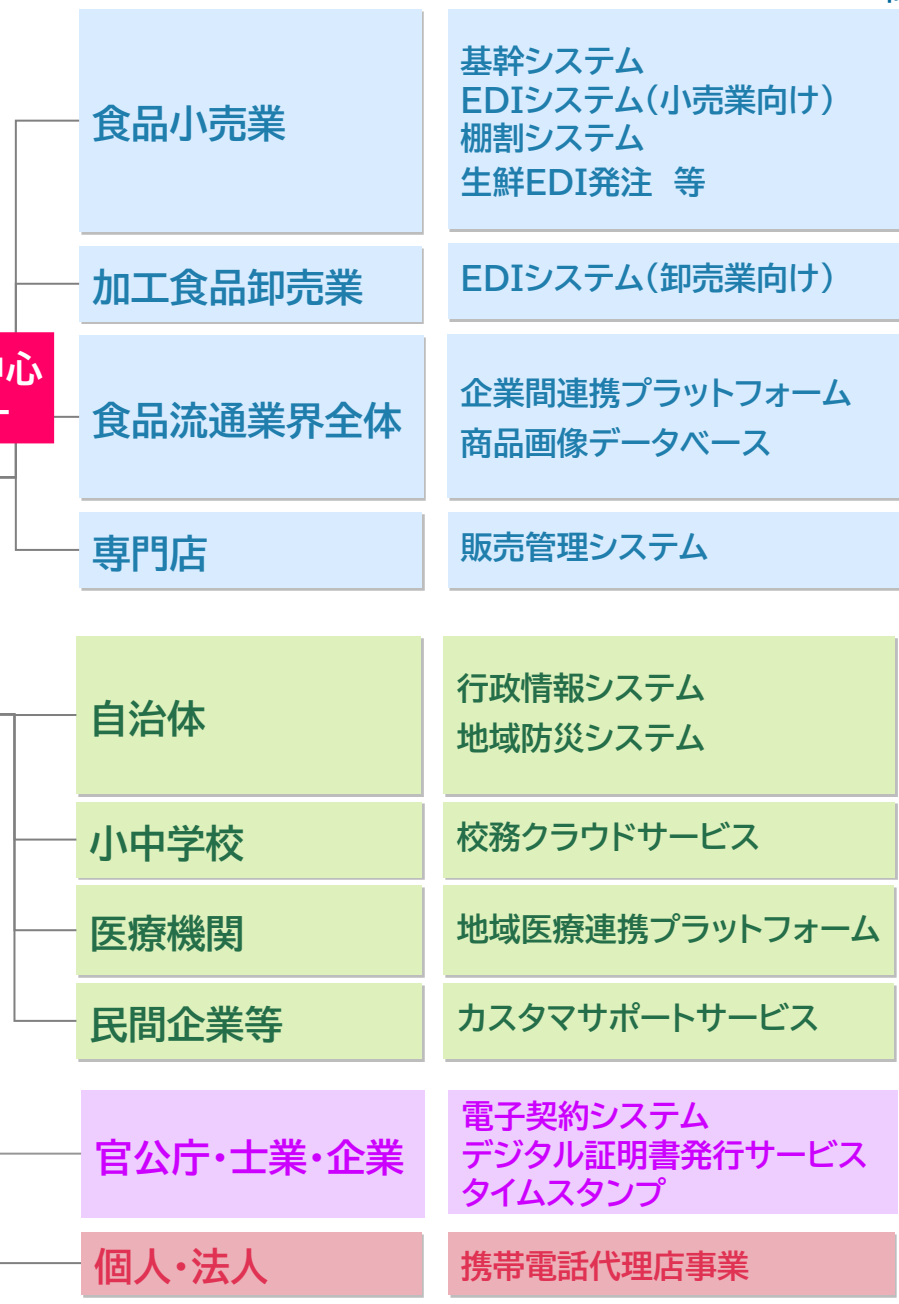 食品小売業
基幹システム
EDIシステム(小売業向け)
棚割システム
生鮮EDI発注 等
加工食品卸売業
EDIシステム(卸売業向け)
心
食品流通業界全体
企業間連携プラットフォーム
商品画像データベース
専門店
販売管理システム
自治体
行政情報システム
地域防災システム
小中学校
校務クラウドサービス
医療機関
地域医療連携プラットフォーム
民間企業等
カスタマサポートサービス
官公庁・士業・企業
電子契約システム
デジタル証明書発行サービス
タイムスタンプ
個人・法人
携帯電話代理店事業